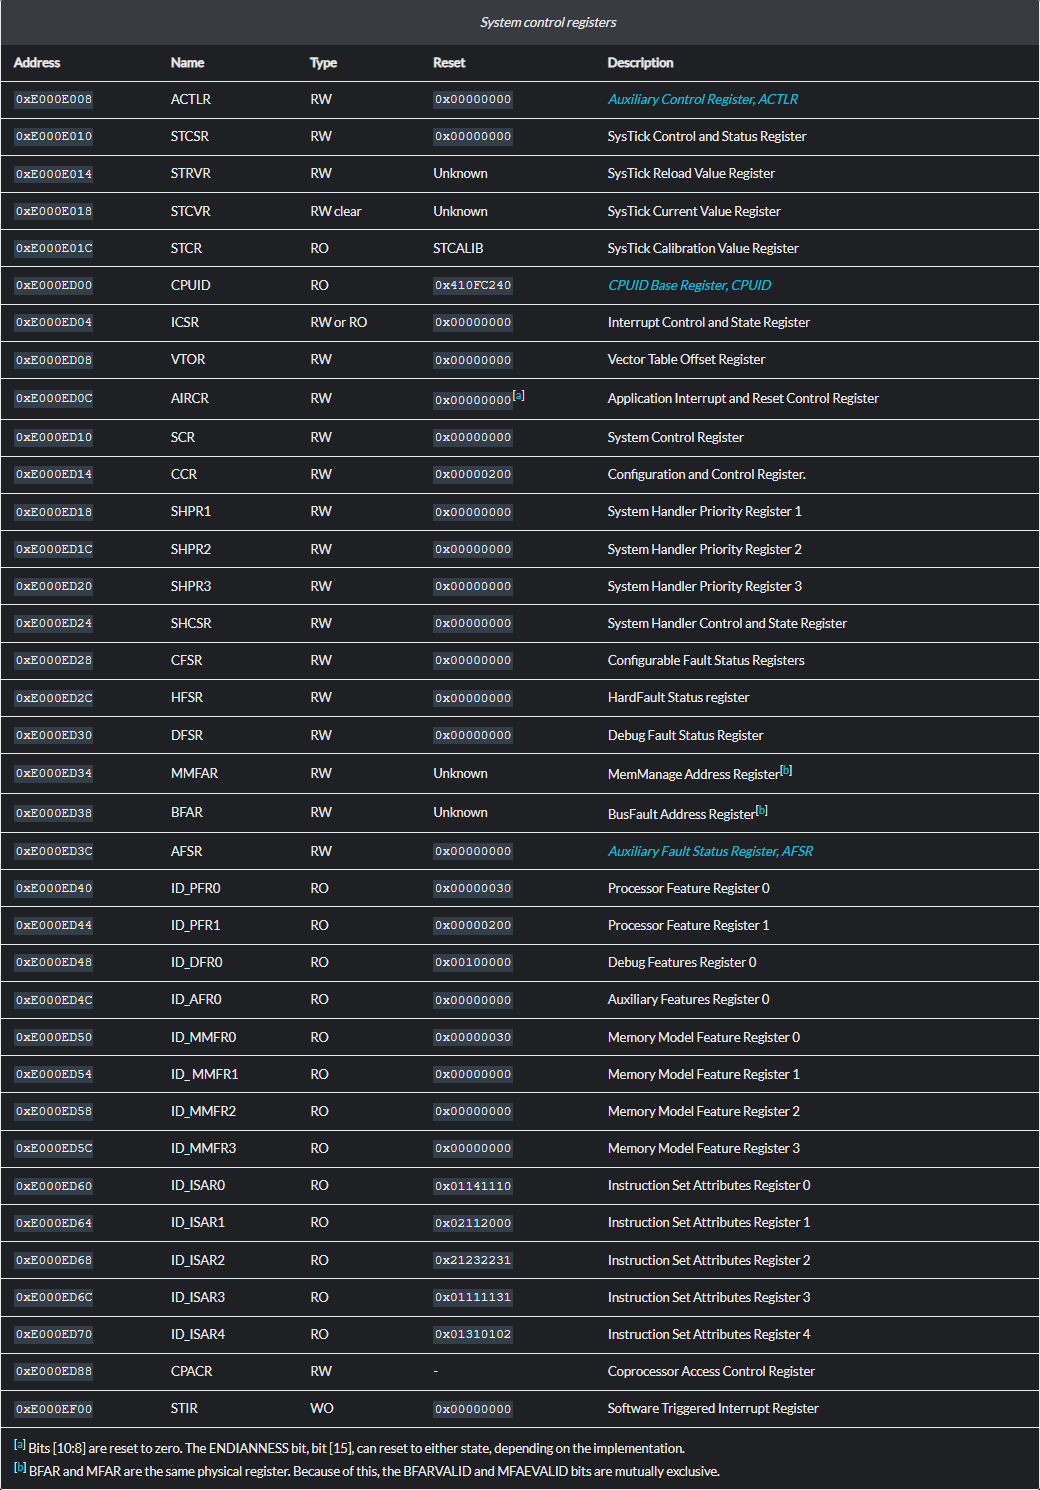 System control registers
Address Name Type Reset Description
0xE000E008 ACTLR RW 0x00000000 Auxiliary Control Register, ACTLR
0xE000E010 STCSR RW 0x00000000 SysTick Control and Status Register
0xE000E014 STRVR RW Unknown SysTick Reload Value Register
0xE000E018 STCVR RW clear Unknown SysTick Current Value Register
0xE000E01C STCR RO STCALIB SysTick Calibration Value Register
0xE000ED00 CPUID RO 0x410FC240 CPUID Base Register, CPUID
0xE000ED04 ICSR RW or RO 0x00000000 Interrupt Control and State Register
0xE000ED08 VTOR RW 0x00000000 Vector Table Offset Register
0xE000ED0C AIRCR RW 0x00000000[a] Application Interrupt and Reset Control Register
0xE000ED10 SCR RW 0x00000000 System Control Register
0xE000ED14 CCR RW 0x00000200 Configuration and Control Register.
0xE000ED18 SHPR1 RW 0x00000000 System Handler Priority Register 1
0xE000ED1C SHPR2 RW 0x00000000 System Handler Priority Register 2
0xE000ED20 SHPR3 RW 0x00000000 System Handler Priority Register 3
0xE000ED24 SHCSR RW 0x00000000 System Handler Control and State Register
0xE000ED28 CFSR RW 0x00000000 Configurable Fault Status Registers
0xE000ED2C HFSR RW 0x00000000 HardFault Status register
0xE000ED30 DFSR RW 0x00000000 Debug Fault Status Register
0xE000ED34 MMFAR RW Unknown MemManage Address Register[b]
0xE000ED38 BFAR RW Unknown BusFault Address Register[b]
0xE000ED3C AFSR RW 0x00000000 Auxiliary Fault Status Register, AFSR
0xE000ED40 ID_PFR0 RO 0x00000030 Processor Feature Register 0
0xE000ED44 ID_PFR1 RO 0x00000200 Processor Feature Register 1
0xE000ED48 ID_DFR0 RO 0x00100000 Debug Features Register 0
0xE000ED4C ID_AFR0 RO 0x00000000 Auxiliary Features Register 0
0xE000ED50 ID_MMFR0 RO 0x00000030 Memory Model Feature Register 0
0xE000ED54 ID_ MMFR1 RO 0x00000000 Memory Model Feature Register 1
0xE000ED58 ID_MMFR2 RO 0x00000000 Memory Model Feature Register 2
0xE000ED5C ID_MMFR3 RO 0x00000000 Memory Model Feature Register 3
0xE000ED60 ID_ISAR0 RO 0x01141110 Instruction Set Attributes Register 0
0xE000ED64 ID_ISAR1 RO 0x02112000 Instruction Set Attributes Register 1
0xE000ED68 ID_ISAR2 RO 0x21232231 Instruction Set Attributes Register 2
0xE000ED6C ID_ISAR3 RO 0x01111131 Instruction Set Attributes Register 3
0xE000ED70 ID_ISAR4 RO 0x01310102 Instruction Set Attributes Register 4
0xE000ED88 CPACR RW - Coprocessor Access Control Register
0xE000EF00 STIR WO 0x00000000 Software Triggered Interrupt Register
[a] Bits [10:8] are reset to zero. The ENDIANNESS bit, bit [15], can reset to either state, depending on the implementation.
[b] BFAR and MFAR are the same physical register. Because of this, the BFARVALID and MFAEVALID bits are mutually exclusive.